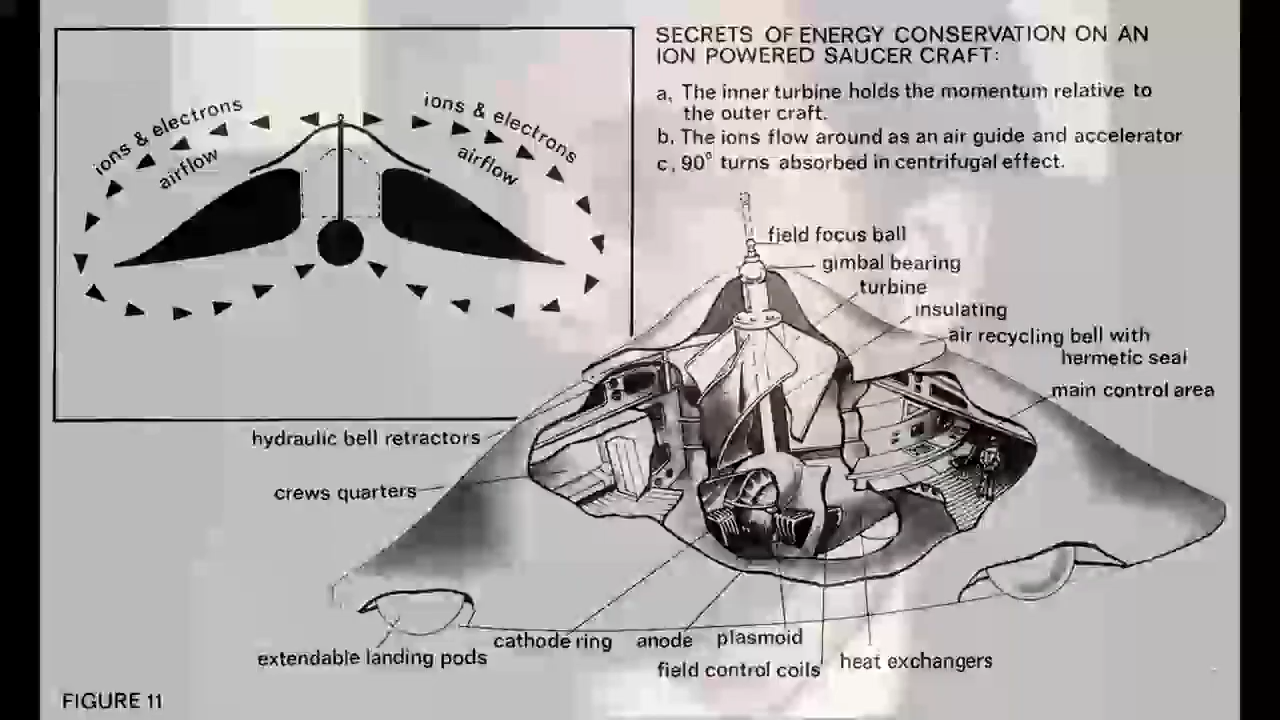 SECRETS OF ENERGY CONSERVATION ON AN
ION POWERED SAUCER CRAFT:
a. The inner turbine holds the momentum relative to
the outer craft.
b. The ions flow around as an air guide and accelerator
c. 90° turns absorbed in centrifugal effect.
ions & electrons
ions & electrons
airflow
airflow
field focus ball
gimbal bearing
turbine
insulating
air recycling bell with
hermetic seal
main control area
hydraulic bell retractors
crews quarters
cathode ring
anode
plasmoid
extendable landing pods
field control coils
heat exchangers
FIGURE 11